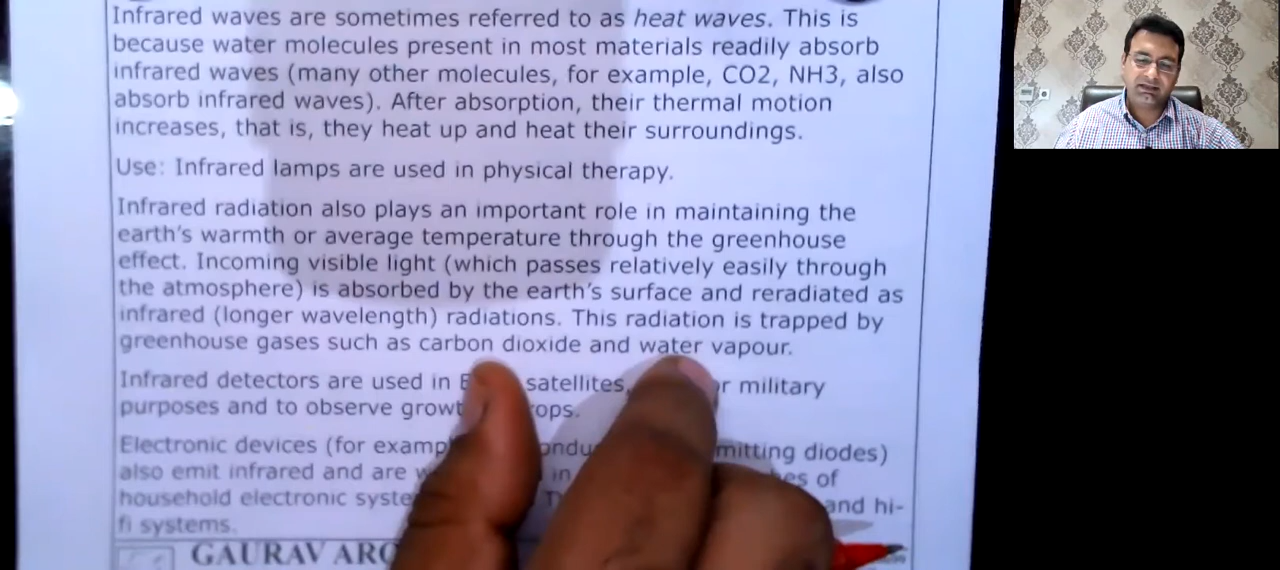 Infrared waves are sometimes referred to as heat waves. This is
because water molecules present in most materials readily absorb
infrared waves (many other molecules, for example, CO2, NH3, also
absorb infrared waves). After absorption, their thermal motion
increases, that is, they heat up and heat their surroundings.
Use: Infrared lamps are used in physical therapy.
Infrared radiation also plays an important role in maintaining the
earth's warmth or average temperature through the greenhouse
effect. Incoming visible light (which passes relatively easily through
the atmosphere) is absorbed by the earth's surface and reradiated as
infrared (longer wavelength) radiations. This radiation is trapped by
greenhouse gases such as carbon dioxide and water vapour.
Infrared detectors are used in satellites, military
purposes and to observe
Electronic devices (for diodes)
also emit infrared and are in of
household electronic and hi-
fi systems.
GAURAV